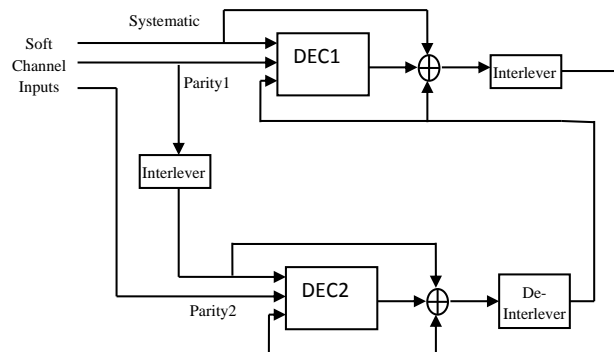 Systematic
Soft
Channel
Inputs
DEC1
Interlever
Parity1
Interlever
DEC2
De-
Interlever
Parity2